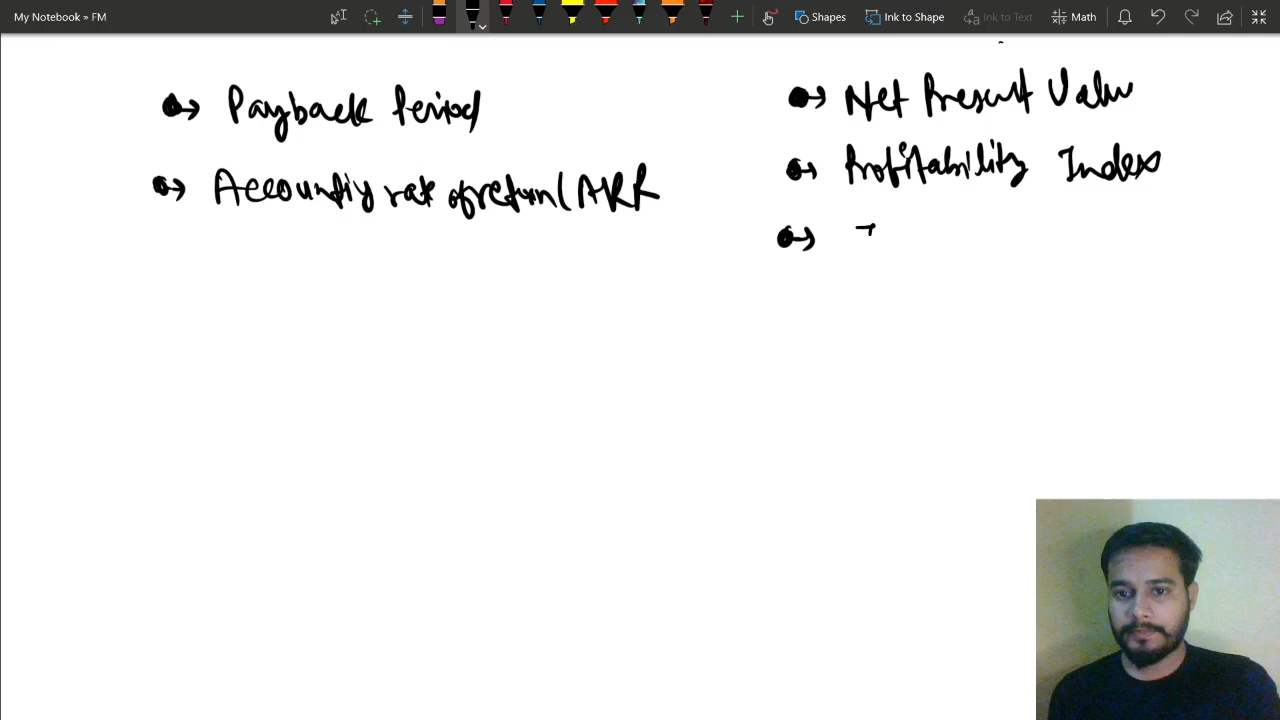 My Notebook » FM
Shapes
Ink to Shape
Ink to Text
Math
Payback Period
Accounting rate of return (ARR
Net Present Value
Profitability Index